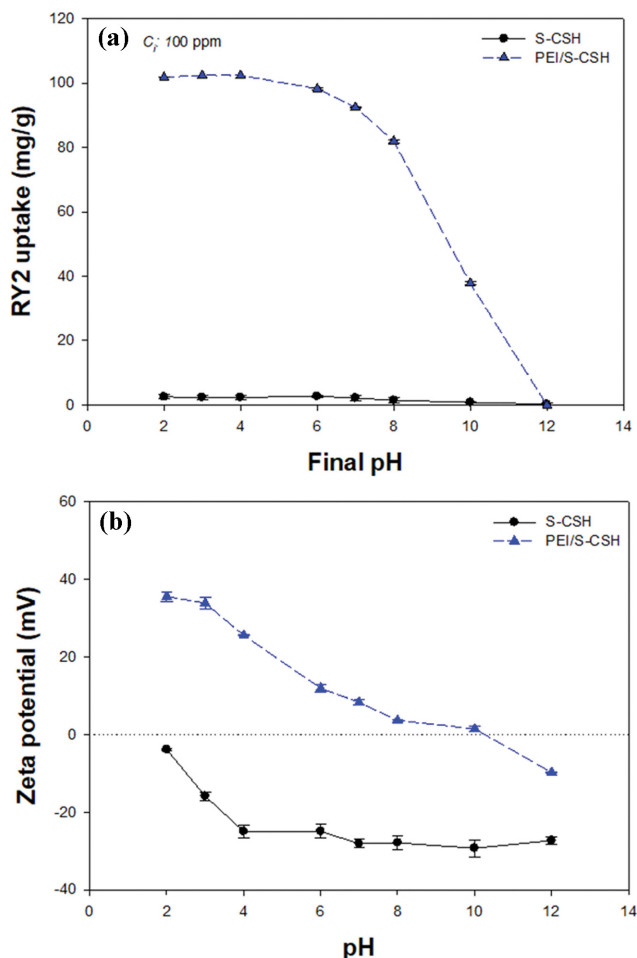 (a)
C_i: 100 ppm
S-CSH
PEI/S-CSH
RY2 uptake (mg/g)
120
100
80
60
40
20
0
0 2 4 6 8 10 12 14
Final pH
(b)
S-CSH
PEI/S-CSH
Zeta potential (mV)
60
40
20
0
-20
-40
0 2 4 6 8 10 12 14
pH